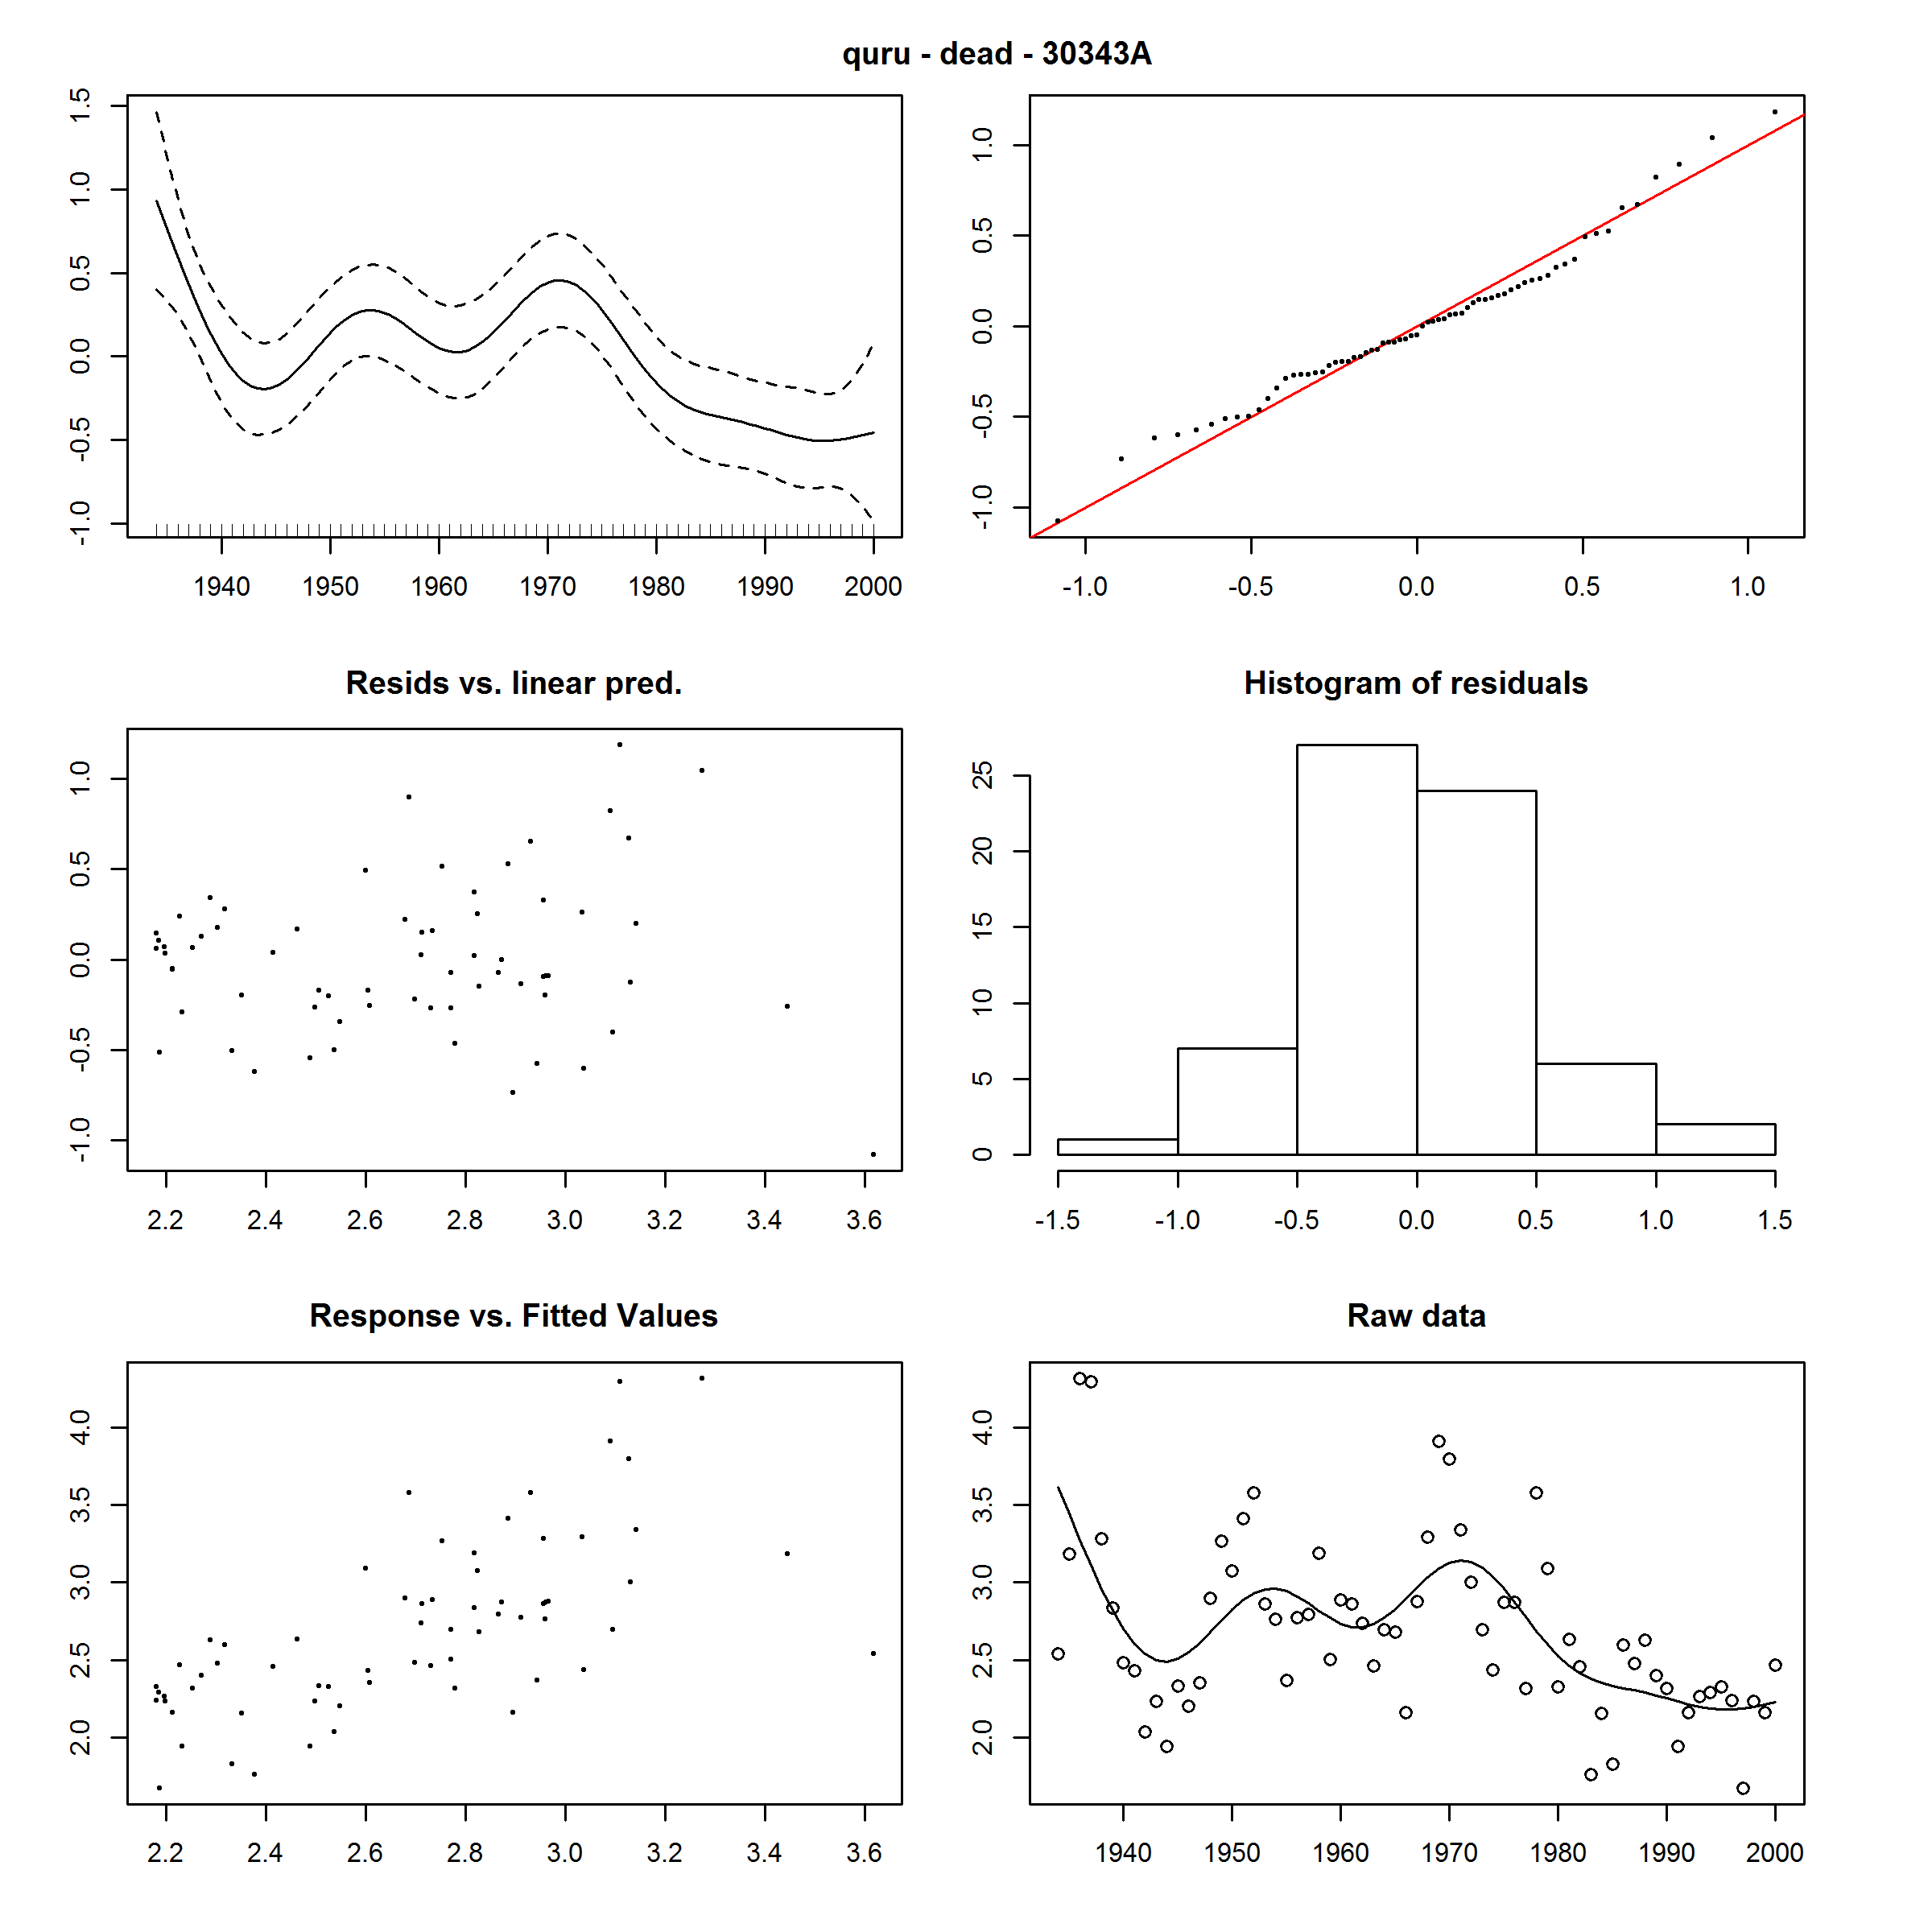 quru - dead - 30343A
1.5
1.0
0.5
0.0
-0.5
-1.0
1940 1950 1960 1970 1980 1990 2000
1.0
0.5
0.0
-0.5
-1.0
-1.0 -0.5 0.0 0.5 1.0
Resids vs. linear pred.
1.0
0.5
0.0
-0.5
-1.0
2.2 2.4 2.6 2.8 3.0 3.2 3.4 3.6
Histogram of residuals
25
20
15
10
5
0
-1.5 -1.0 -0.5 0.0 0.5 1.0 1.5
Response vs. Fitted Values
4.0
3.5
3.0
2.5
2.0
2.2 2.4 2.6 2.8 3.0 3.2 3.4 3.6
Raw data
4.0
3.5
3.0
2.5
2.0
1940 1950 1960 1970 1980 1990 2000